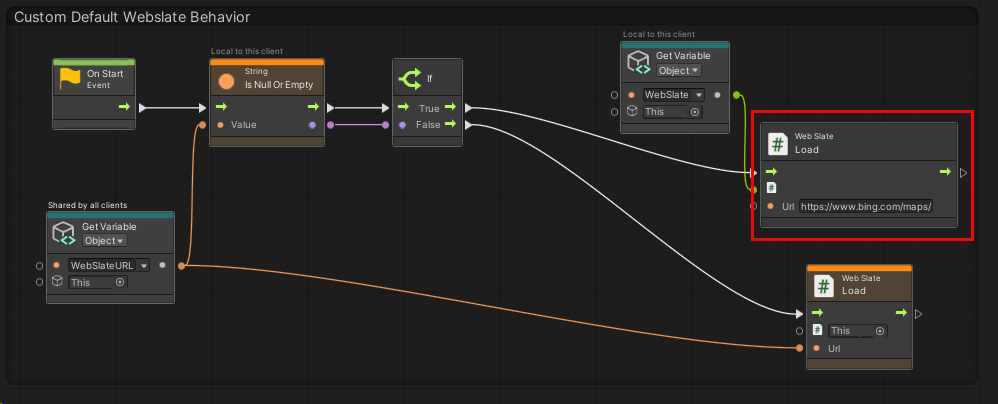 Custom Default Webslate Behavior
Local to this client
On Start
Event
String
Is Null Or Empty
Value
If
True
False
Local to this client
Get Variable
Object
WebSlate
This
Web Slate
Load
Url https://www.bing.com/maps/
Shared by all clients
Get Variable
Object
WebSlateURL
This
Web Slate
Load
This
Url